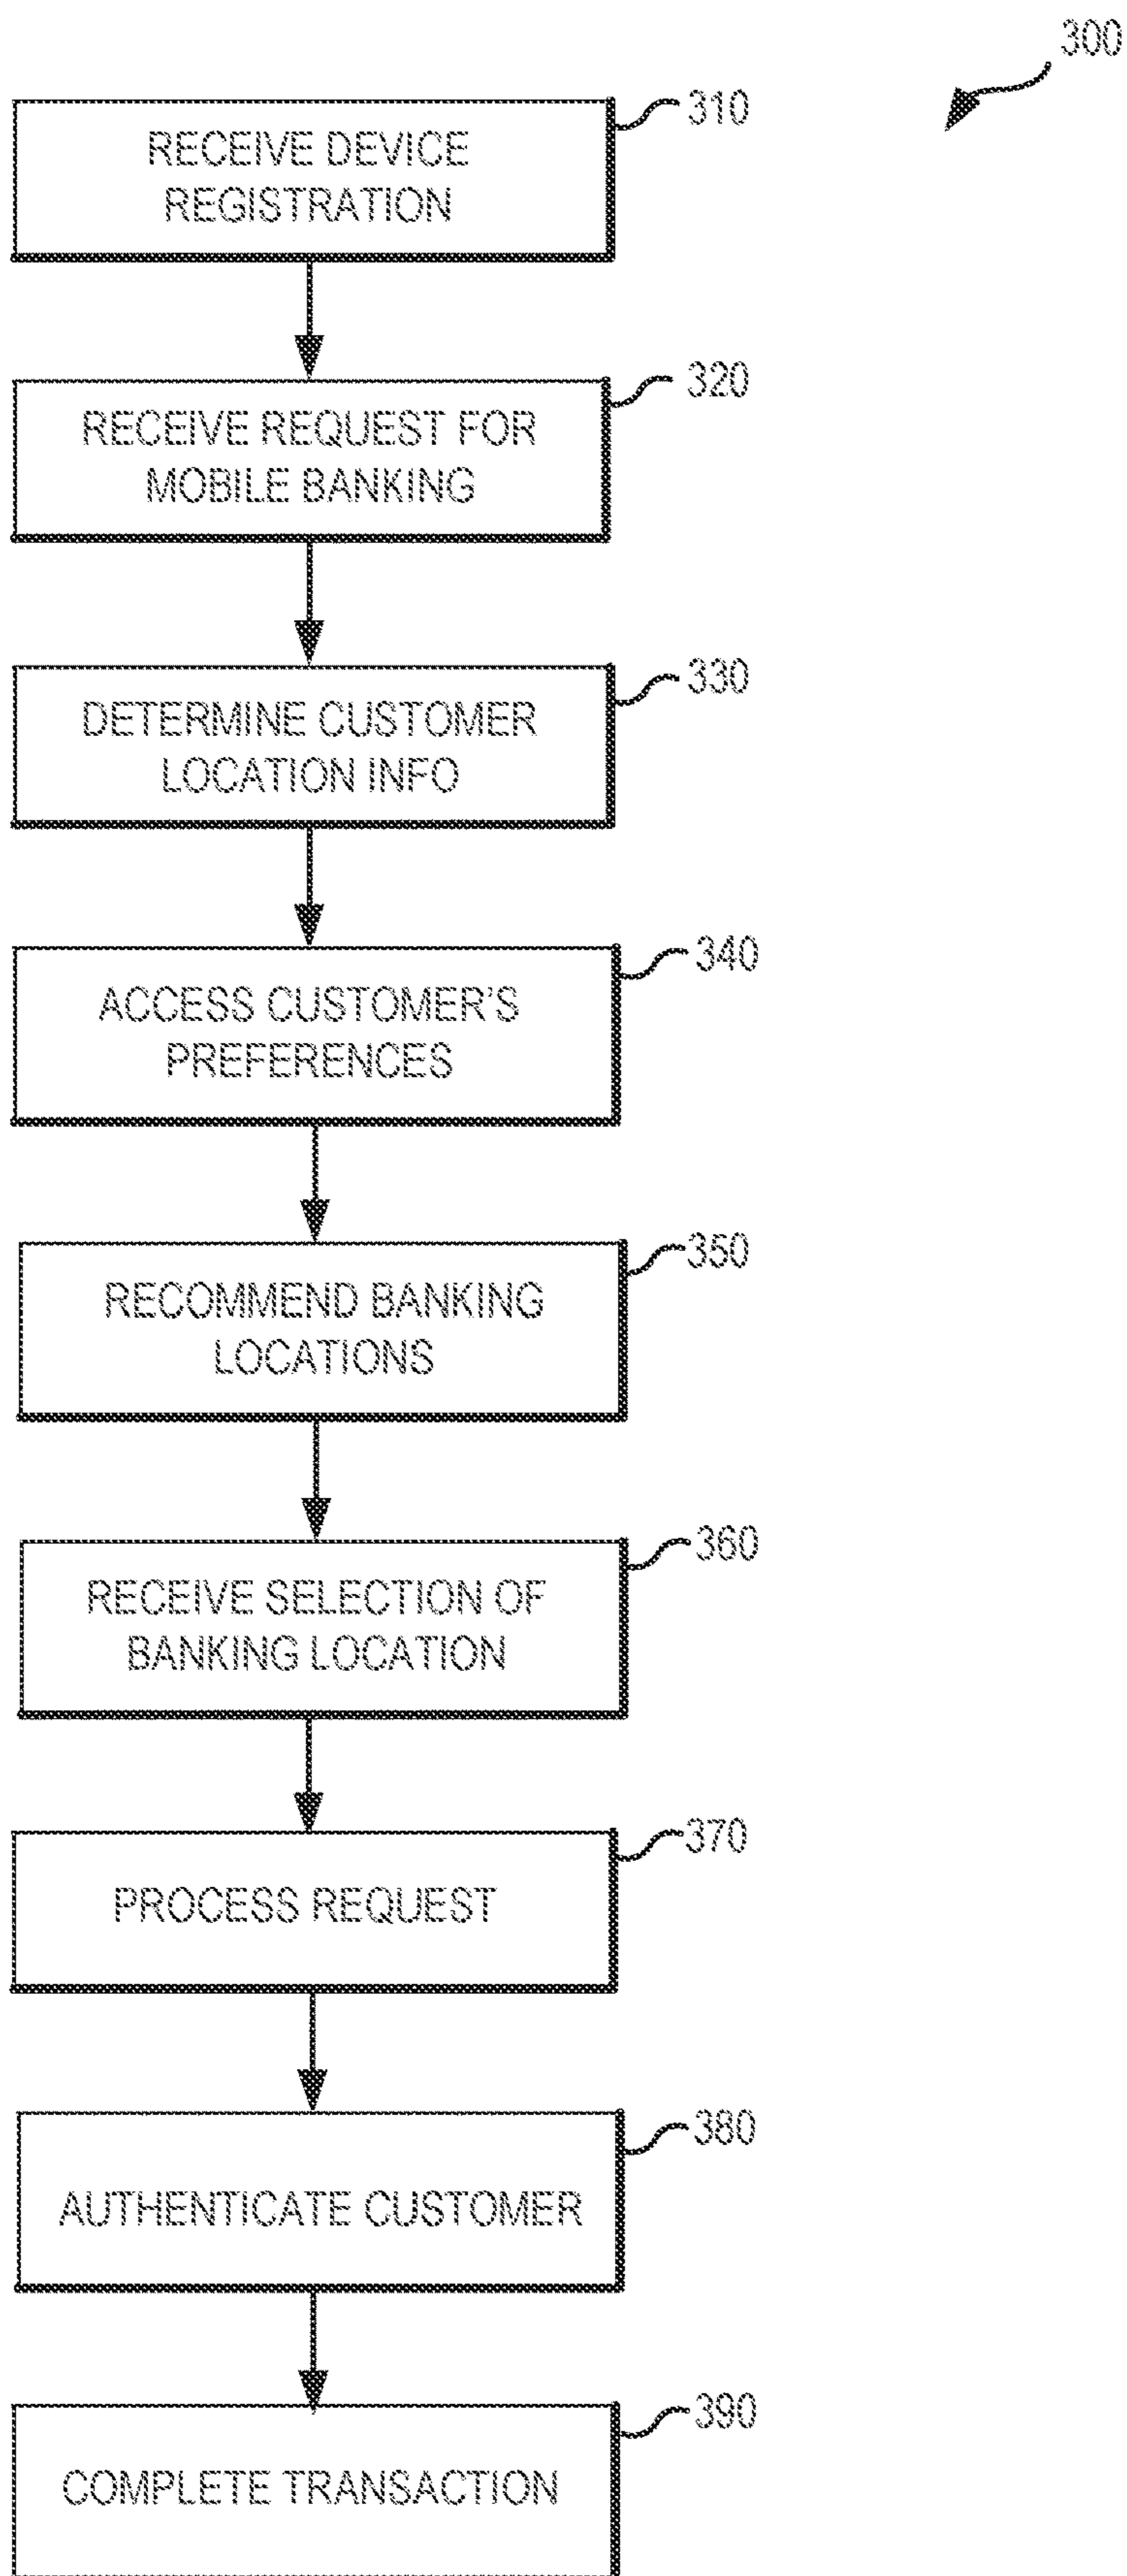 300
310
RECEIVE DEVICE
REGISTRATION
320
RECEIVE REQUEST FOR
MOBILE BANKING
330
DETERMINE CUSTOMER
LOCATION INFO
340
ACCESS CUSTOMER'S
PREFERENCES
350
RECOMMEND BANKING
LOCATIONS
360
RECEIVE SELECTION OF
BANKING LOCATION
370
PROCESS REQUEST
380
AUTHENTICATE CUSTOMER
390
COMPLETE TRANSACTION